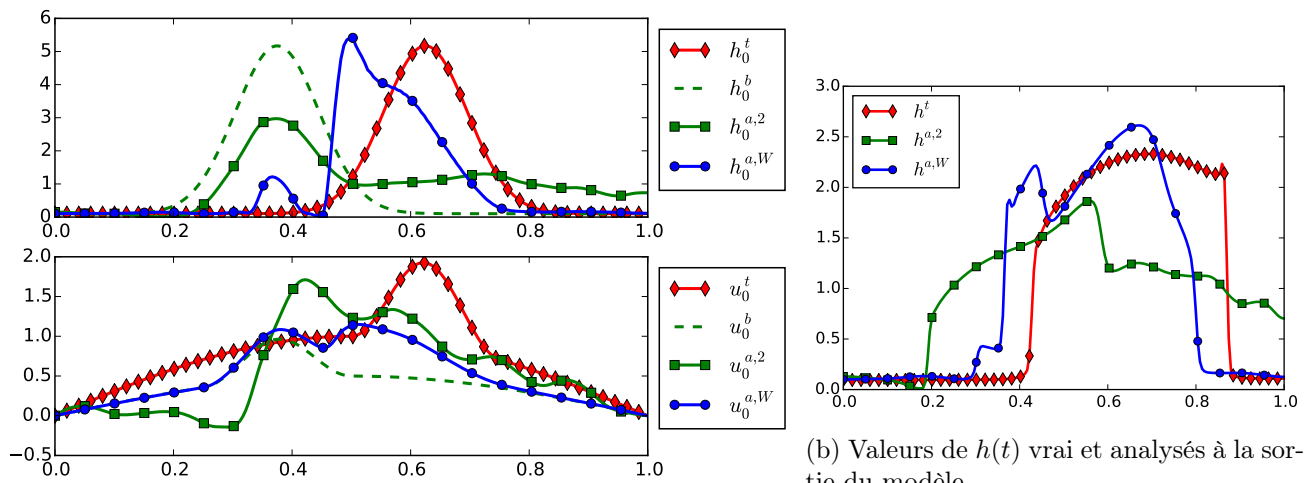 6
5
4
3
2
1
0
0.0 0.2 0.4 0.6 0.8 1.0
h_0^t
h_0^b
h_0^{a,2}
h_0^{a,W}
2.0
1.5
1.0
0.5
0.0
−0.5
0.0 0.2 0.4 0.6 0.8 1.0
u_0^t
u_0^b
u_0^{a,2}
u_0^{a,W}
3.0
2.5
2.0
1.5
1.0
0.5
0.0
0.0 0.2 0.4 0.6 0.8 1.0
h^t
h^{a,2}
h^{a,W}
(b) Valeurs de h(t) vrai et analysés à la sor-
tie du modèle